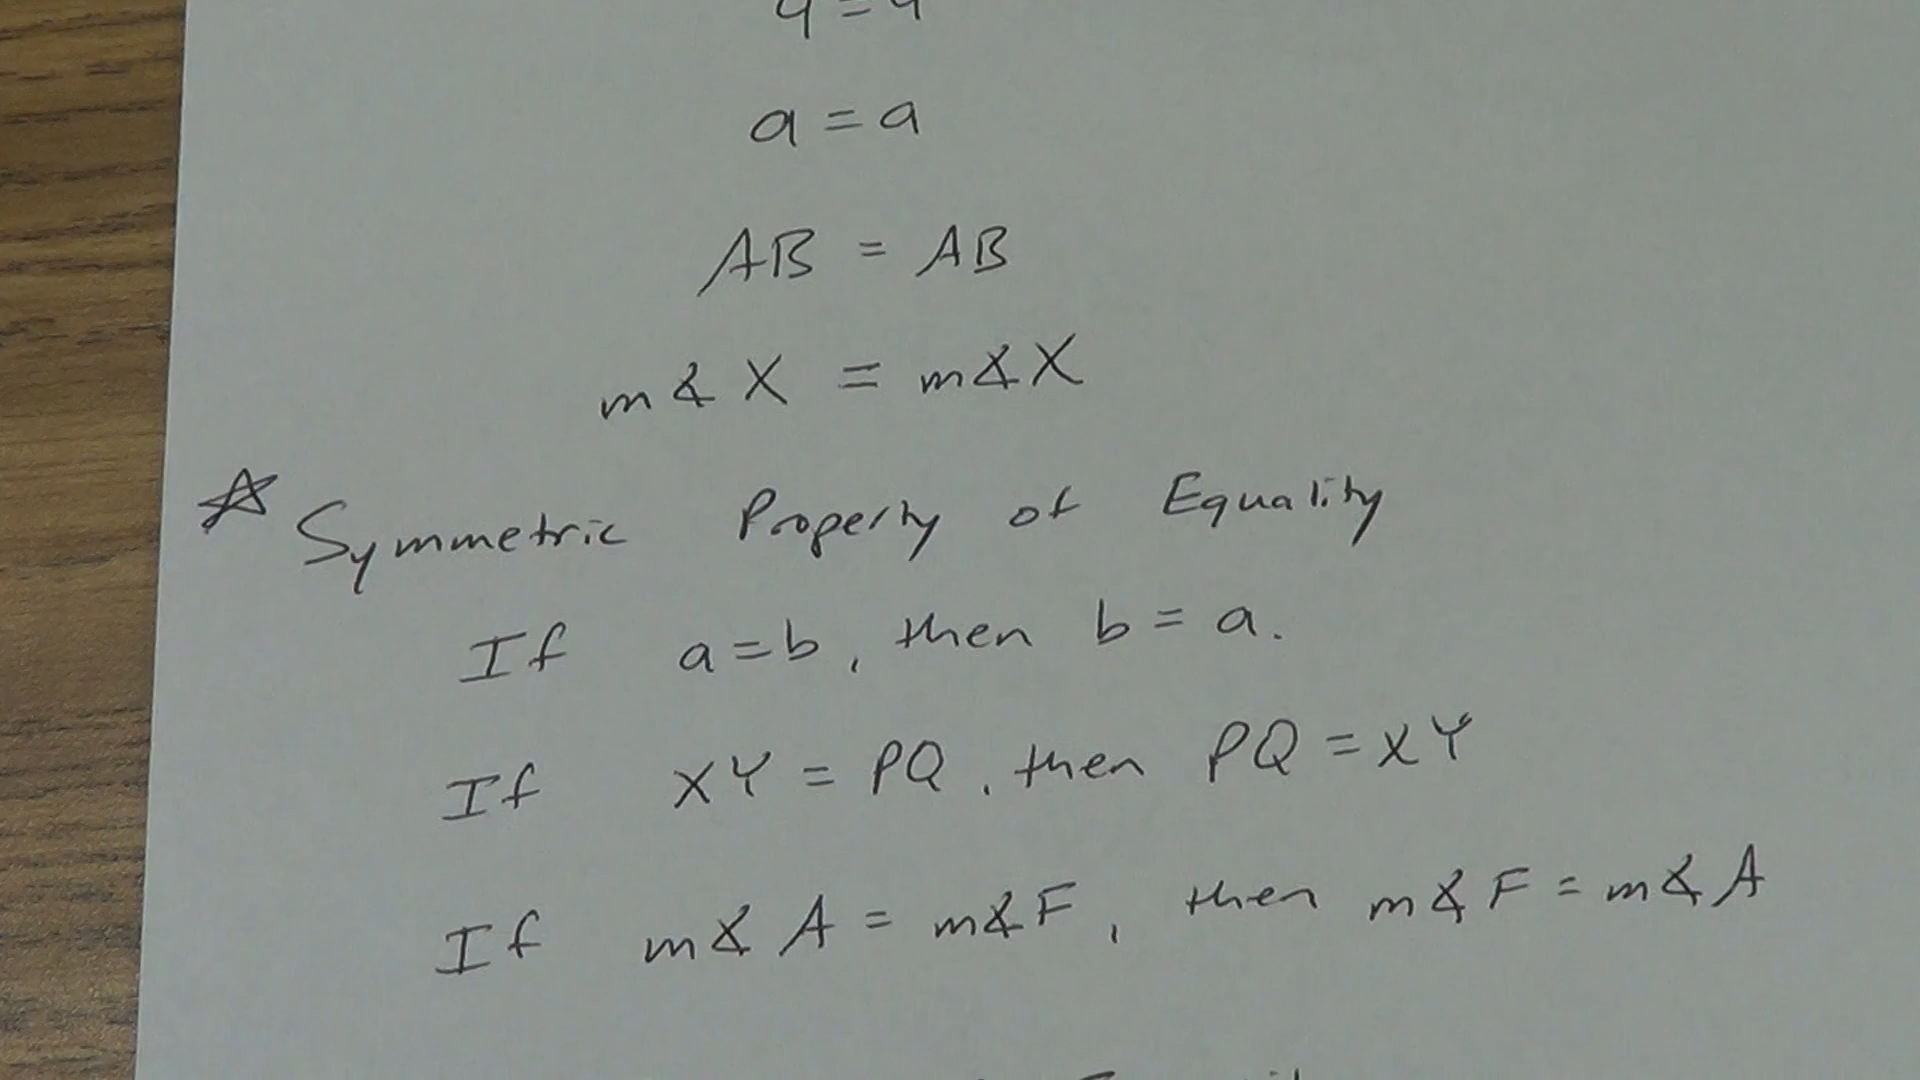 a = a
AB = AB
m∡X = m∡X
☆ Symmetric Property of Equality
If a=b, then b = a.
If XY = PQ, then PQ = XY
If m∡A = m∡F, then m∡F = m∡A